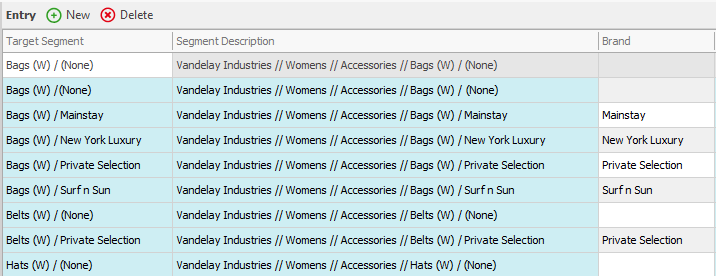 Entry New Delete
Target Segment Segment Description Brand
Bags (W) / (None) Vandelay Industries // Womens // Accessories // Bags (W) / (None)
Bags (W) /(None) Vandelay Industries // Womens // Accessories // Bags (W) / (None)
Bags (W) / Mainstay Vandelay Industries // Womens // Accessories // Bags (W) / Mainstay Mainstay
Bags (W) / New York Luxury Vandelay Industries // Womens // Accessories // Bags (W) / New York Luxury New York Luxury
Bags (W) / Private Selection Vandelay Industries // Womens // Accessories // Bags (W) / Private Selection Private Selection
Bags (W) / Surf n Sun Vandelay Industries // Womens // Accessories // Bags (W) / Surf n Sun Surf n Sun
Belts (W) / (None) Vandelay Industries // Womens // Accessories // Belts (W) / (None)
Belts (W) / Private Selection Vandelay Industries // Womens // Accessories // Belts (W) / Private Selection Private Selection
Hats (W) / (None) Vandelay Industries // Womens // Accessories // Hats (W) / (None)